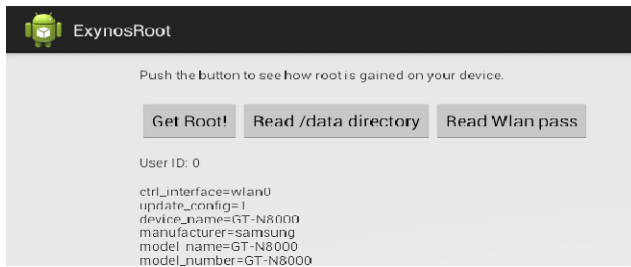 ExynosRoot
Push the button to see how root is gained on your device.
Get Root! Read /data directory Read Wlan pass
User ID: 0
ctrl_interface=wlan0
update_config=1
device_name=GT-N8000
manufacturer=samsung
model_name=GT-N8000
model_number=GT-N8000